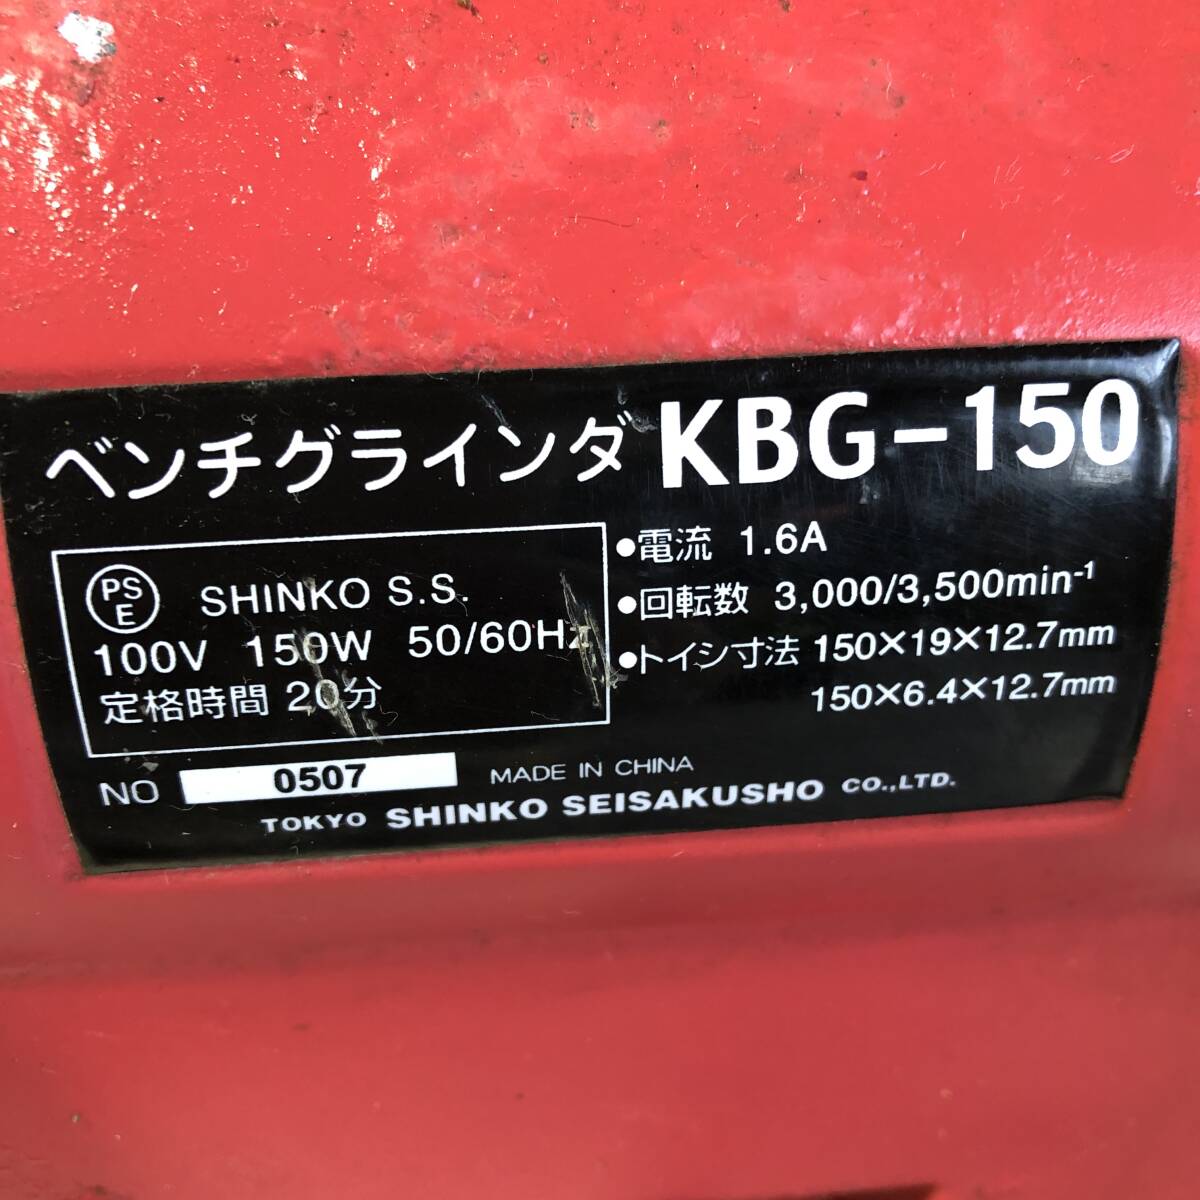 ベンチグラインダ KBG-150
PS
E
SHINKO S.S.
100V 150W 50/60Hz
定格時間 20分
●電流 1.6A
●回転数 3,000/3,500min⁻¹
●トイシ寸法 150×19×12.7mm
150×6.4×12.7mm
NO 0507 MADE IN CHINA
TOKYO SHINKO SEISAKUSHO CO.,LTD.